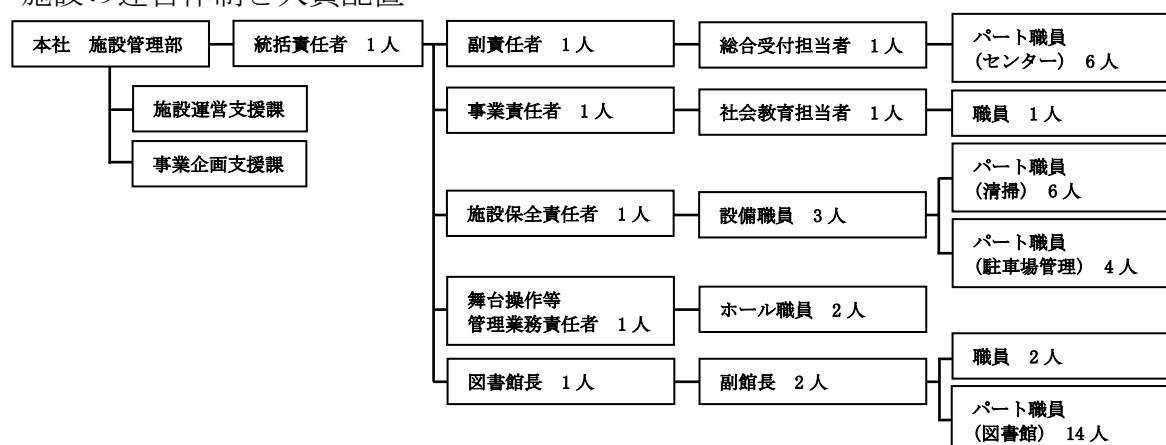 施設の運営体制と人員配置
本社 施設管理部
統括責任者 1人
副責任者 1人
総合受付担当者 1人
パート職員
(センター) 6人
施設運営支援課
事業企画支援課
事業責任者 1人
社会教育担当者 1人
職員 1人
施設保全責任者 1人
設備職員 3人
パート職員
(清掃) 6人
パート職員
(駐車場管理) 4人
舞台操作等
管理業務責任者 1人
ホール職員 2人
図書館長 1人
副館長 2人
職員 2人
パート職員
(図書館) 14人